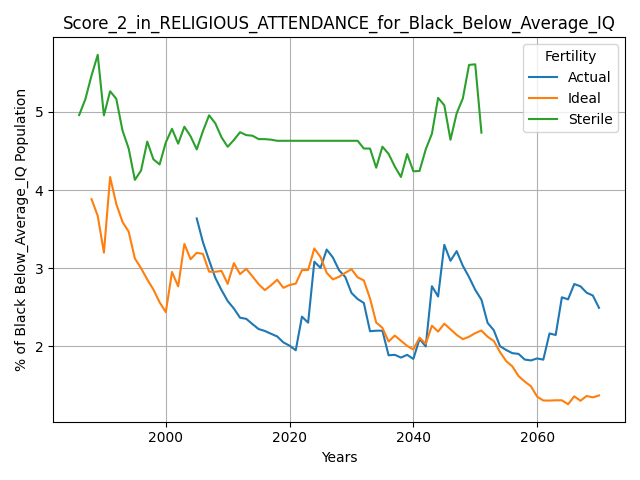 Score_2_in_RELIGIOUS_ATTENDANCE_for_Black_Below_Average_IQ
Fertility
Actual
Ideal
Sterile
% of Black Below_Average_IQ Population
5
4
3
2
2000
2020
2040
2060
Years